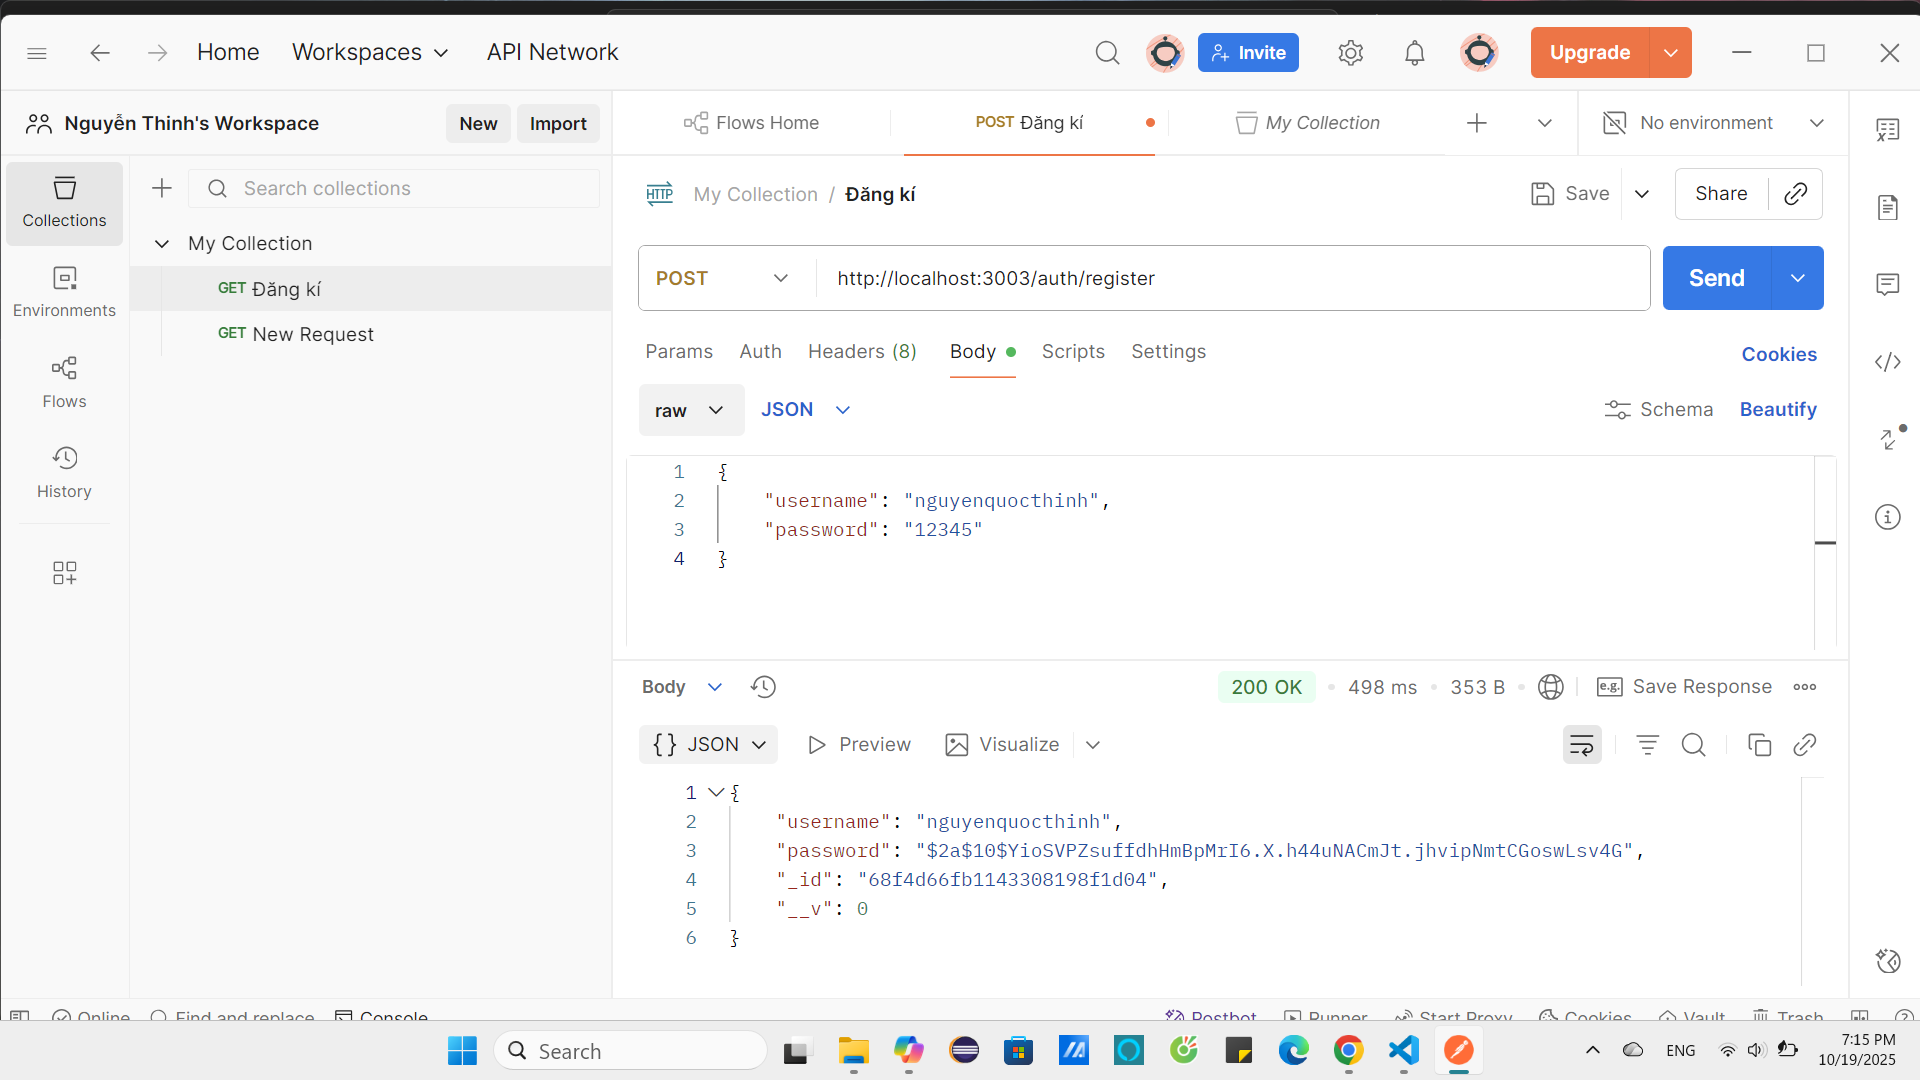 Home
Workspaces
API Network
Invite
Upgrade
Nguyễn Thinh's Workspace
New
Import
Flows Home
POST Đăng kí
My Collection
No environment
Collections
Environments
Flows
History
Search collections
My Collection
GET Đăng kí
GET New Request
HTTP
My Collection / Đăng kí
Save
Share
POST
http://localhost:3003/auth/register
Send
Params
Auth
Headers (8)
Body
Scripts
Settings
Cookies
raw
JSON
Schema
Beautify
1 {
2 "username": "nguyenquocthinh",
3 "password": "12345"
4 }
Body
200 OK
498 ms
353 B
e.g.
Save Response
{} JSON
Preview
Visualize
1 {
2 "username": "nguyenquocthinh",
3 "password": "$2a$10$YioSVPZsuffdhHmBpMrI6.X.h44uNACmJt.jhvipNmtCGoswLsv4G",
4 "_id": "68f4d66fb1143308198f1d04",
5 "__v": 0
6 }
Online
Find and replace
Console
Postbot
Runner
Start Proxy
Cookies
Vault
Trash
Search
ENG
7:15 PM
10/19/2025